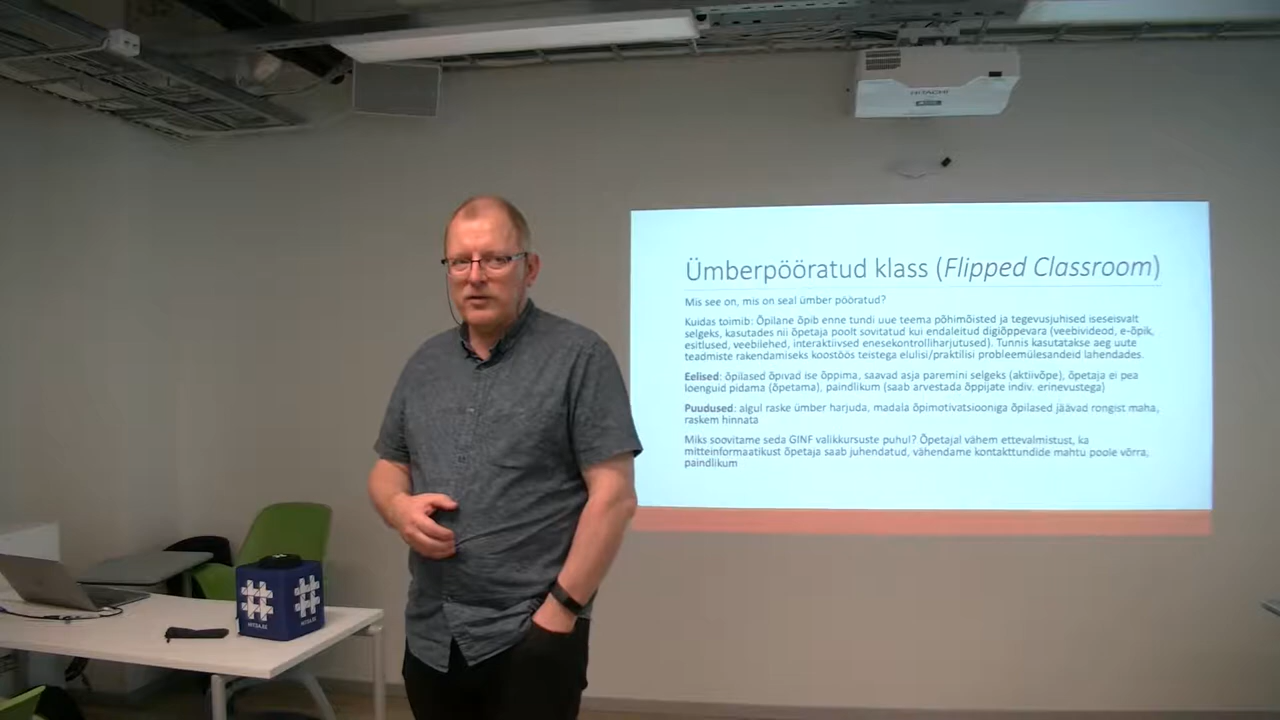 HITACHI
Ümberpööratud klass (Flipped Classroom)
Mis see on, mis on seal ümber pööratud?
Kuidas toimib: Õpilane õpib enne tundi uue teema põhimõisted ja tegevusjuhised iseseisvalt
selgeks, kasutades nii õpetaja poolt sovitatud kui endaleitud digiõppevara (veebivideod, e-õpik,
esitlused, veebilehed, interaktiivsed enesekontrolliharjutused). Tunnis kasutatakse aeg uute
teadmiste rakendamiseks koostöös teistega elulisi/praktilisi probleemülesandeid lahendades.
Eelised: õpilased õpivad ise õppima, saavad asja paremini selgeks (aktiivõpe), õpetaja ei pea
loenguid pidama (õpetama), paindlikum (saab arvestada õppijate indiv. erinevustega)
Puudused: algul raske ümber harjuda, madala õpimotivatsiooniga õpilased jäävad rongist maha,
raskem hinnata
Miks soovitame seda GINF valikkursuste puhul? Õpetajal vähem ettevalmistust, ka
mitteinformaatikust õpetaja saab juhendatud, vähendame kontakttundide mahtu poole võrra,
paindlikum
# #
HITSA.EE HITSA.EE